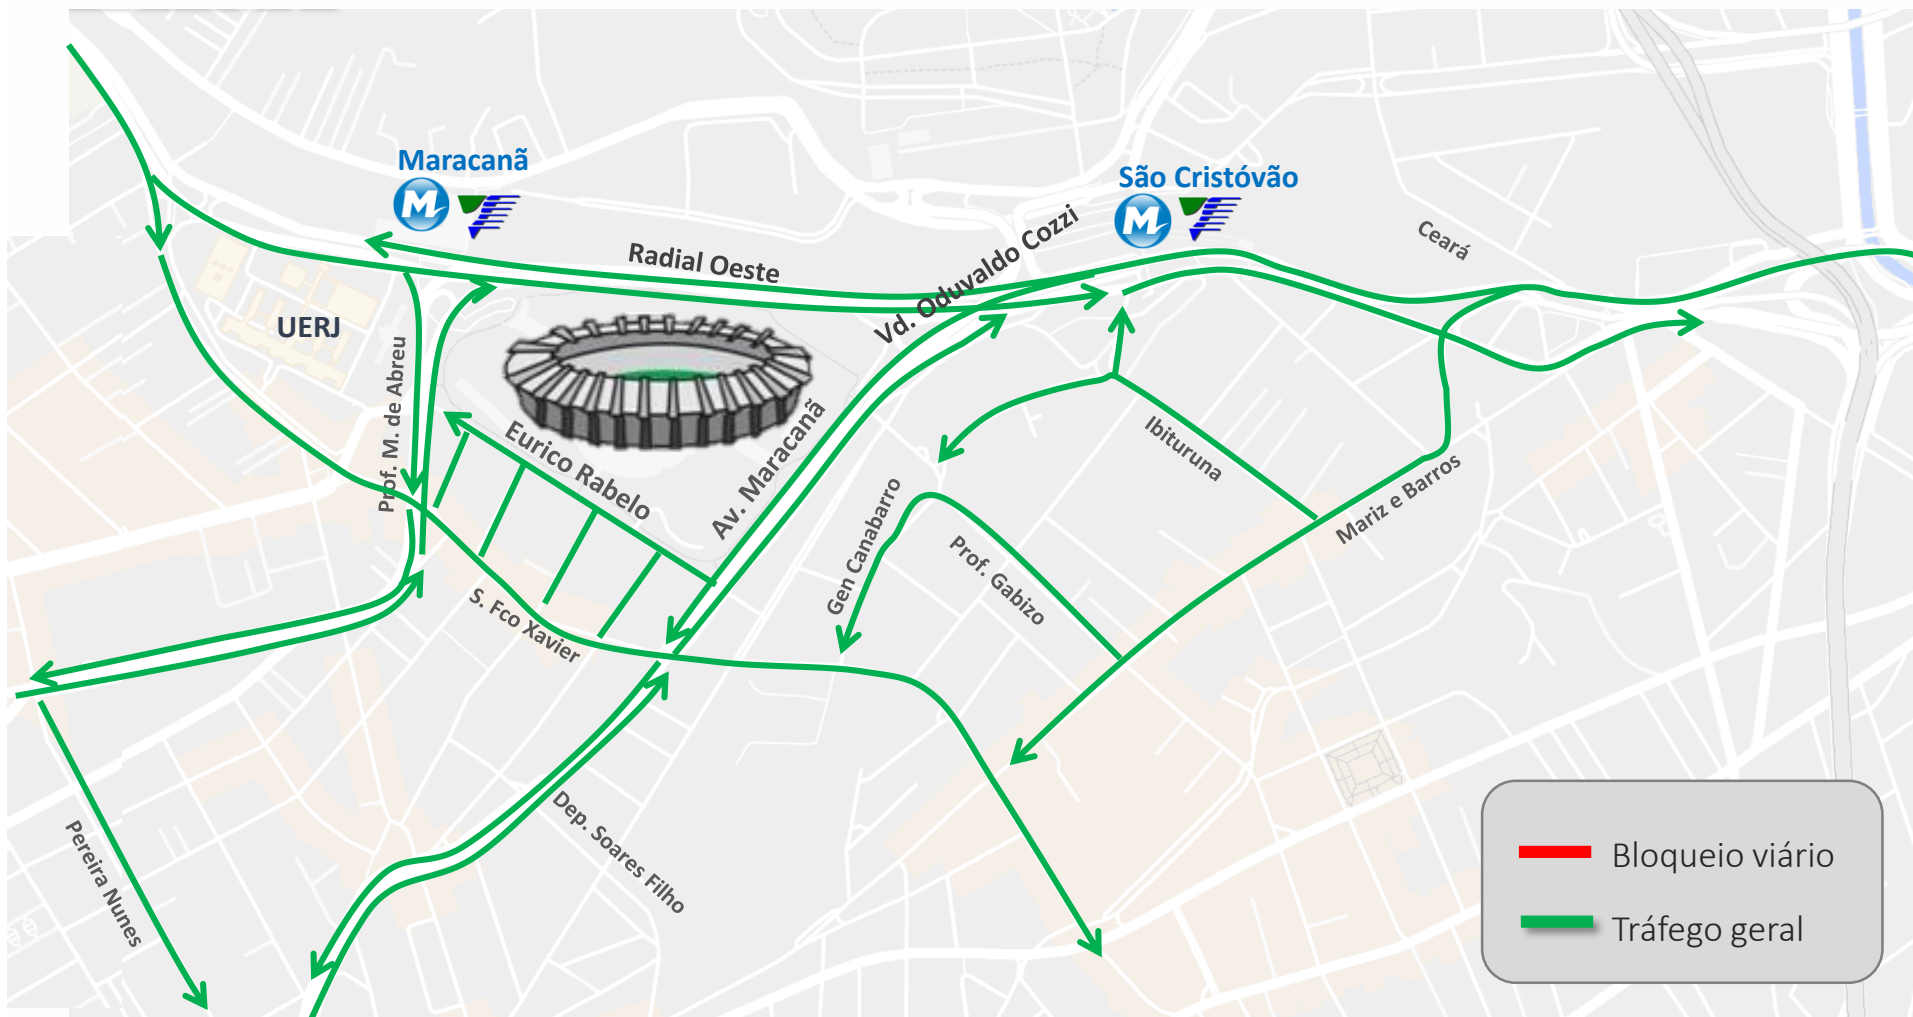 Maracanã
M
São Cristóvão
M
Ceará
Radial Oeste
Vd. Oduvaldo Cozzi
UERJ
Prof. M. de Abreu
Eurico Rabelo
Av. Maracanã
Ibituruna
Mariz e Barros
Gen Canabarro
Prof. Gabizo
S. Fco Xavier
Dep. Soares Filho
Pereira Nunes
Bloqueio viário
Tráfego geral